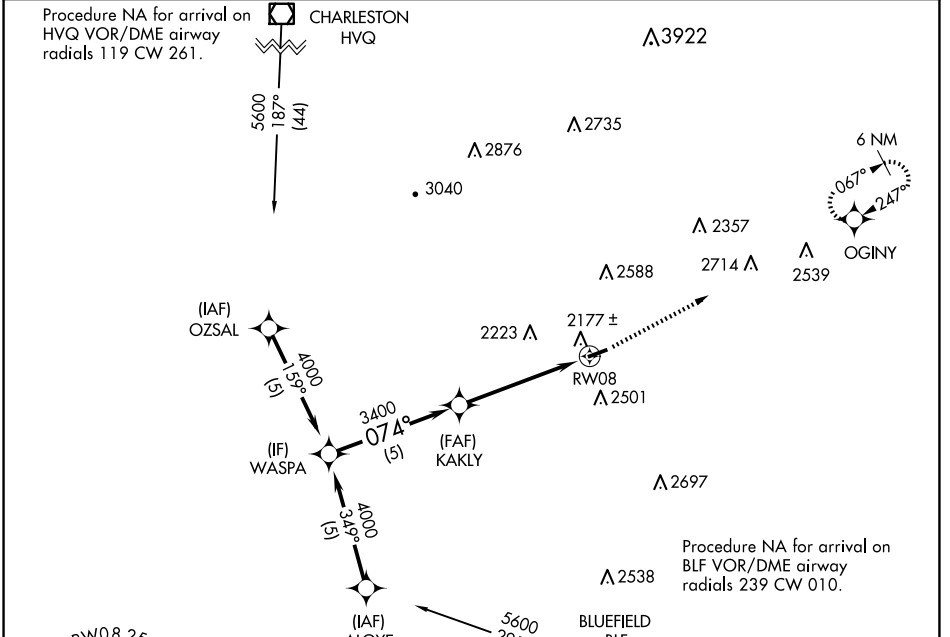 Procedure NA for arrival on
HVQ VOR/DME airway
radials 119 CW 261.
CHARLESTON
HVQ
3922
5600
187°
(44)
2735
2876
3040
6 NM
067°
247°
OGINY
2357
2714
2539
2588
(IAF)
OZSAL
2223
2177 ±
RW08
2501
4000
159°
(5)
3400
074°
(5)
(FAF)
KAKLY
(IF)
WASPA
4000
349°
(5)
2697
Procedure NA for arrival on
BLF VOR/DME airway
radials 239 CW 010.
2538
(IAF)
5600
BLUEFIELD
BLF